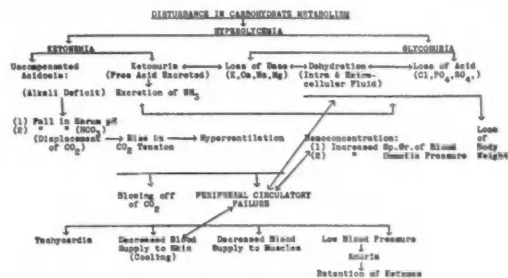 DISTURBANCE IN CARBOHYDRATE METABOLISM
HYPERGLYCEMIA
KETONEMIA
GLYCOSURIA
Uncompensated Acidosis:
Ketonuria
Loss of Base
Dehydration
Loss of Acid
(Free Acid Excreted)
(K,Ca,Na,Mg)
(Intra & Extra-
cellular Fluid)
(Cl,PO₄,SO₄,)
(Alkali Deficit)
Excretion of NH₃
(1) Fall in Serum pH
(2) " " (HCO₃)
(Displacement
of CO₂)
Rise in
CO₂ Tension
Hyperventilation
Hemoconcentration:
(1) Increased Sp.Gr.of Blood
(2) " Osmotic Pressure
Loss
of
Body
Weight
Blowing off
of CO₂
PERIPHERAL CIRCULATORY
FAILURE
Tachycardia
Decreased Blood
Supply to Skin
(Cooling)
Decreased Blood
Supply to Muscles
Low Blood Pressure
Anuria
Retention of Ketones